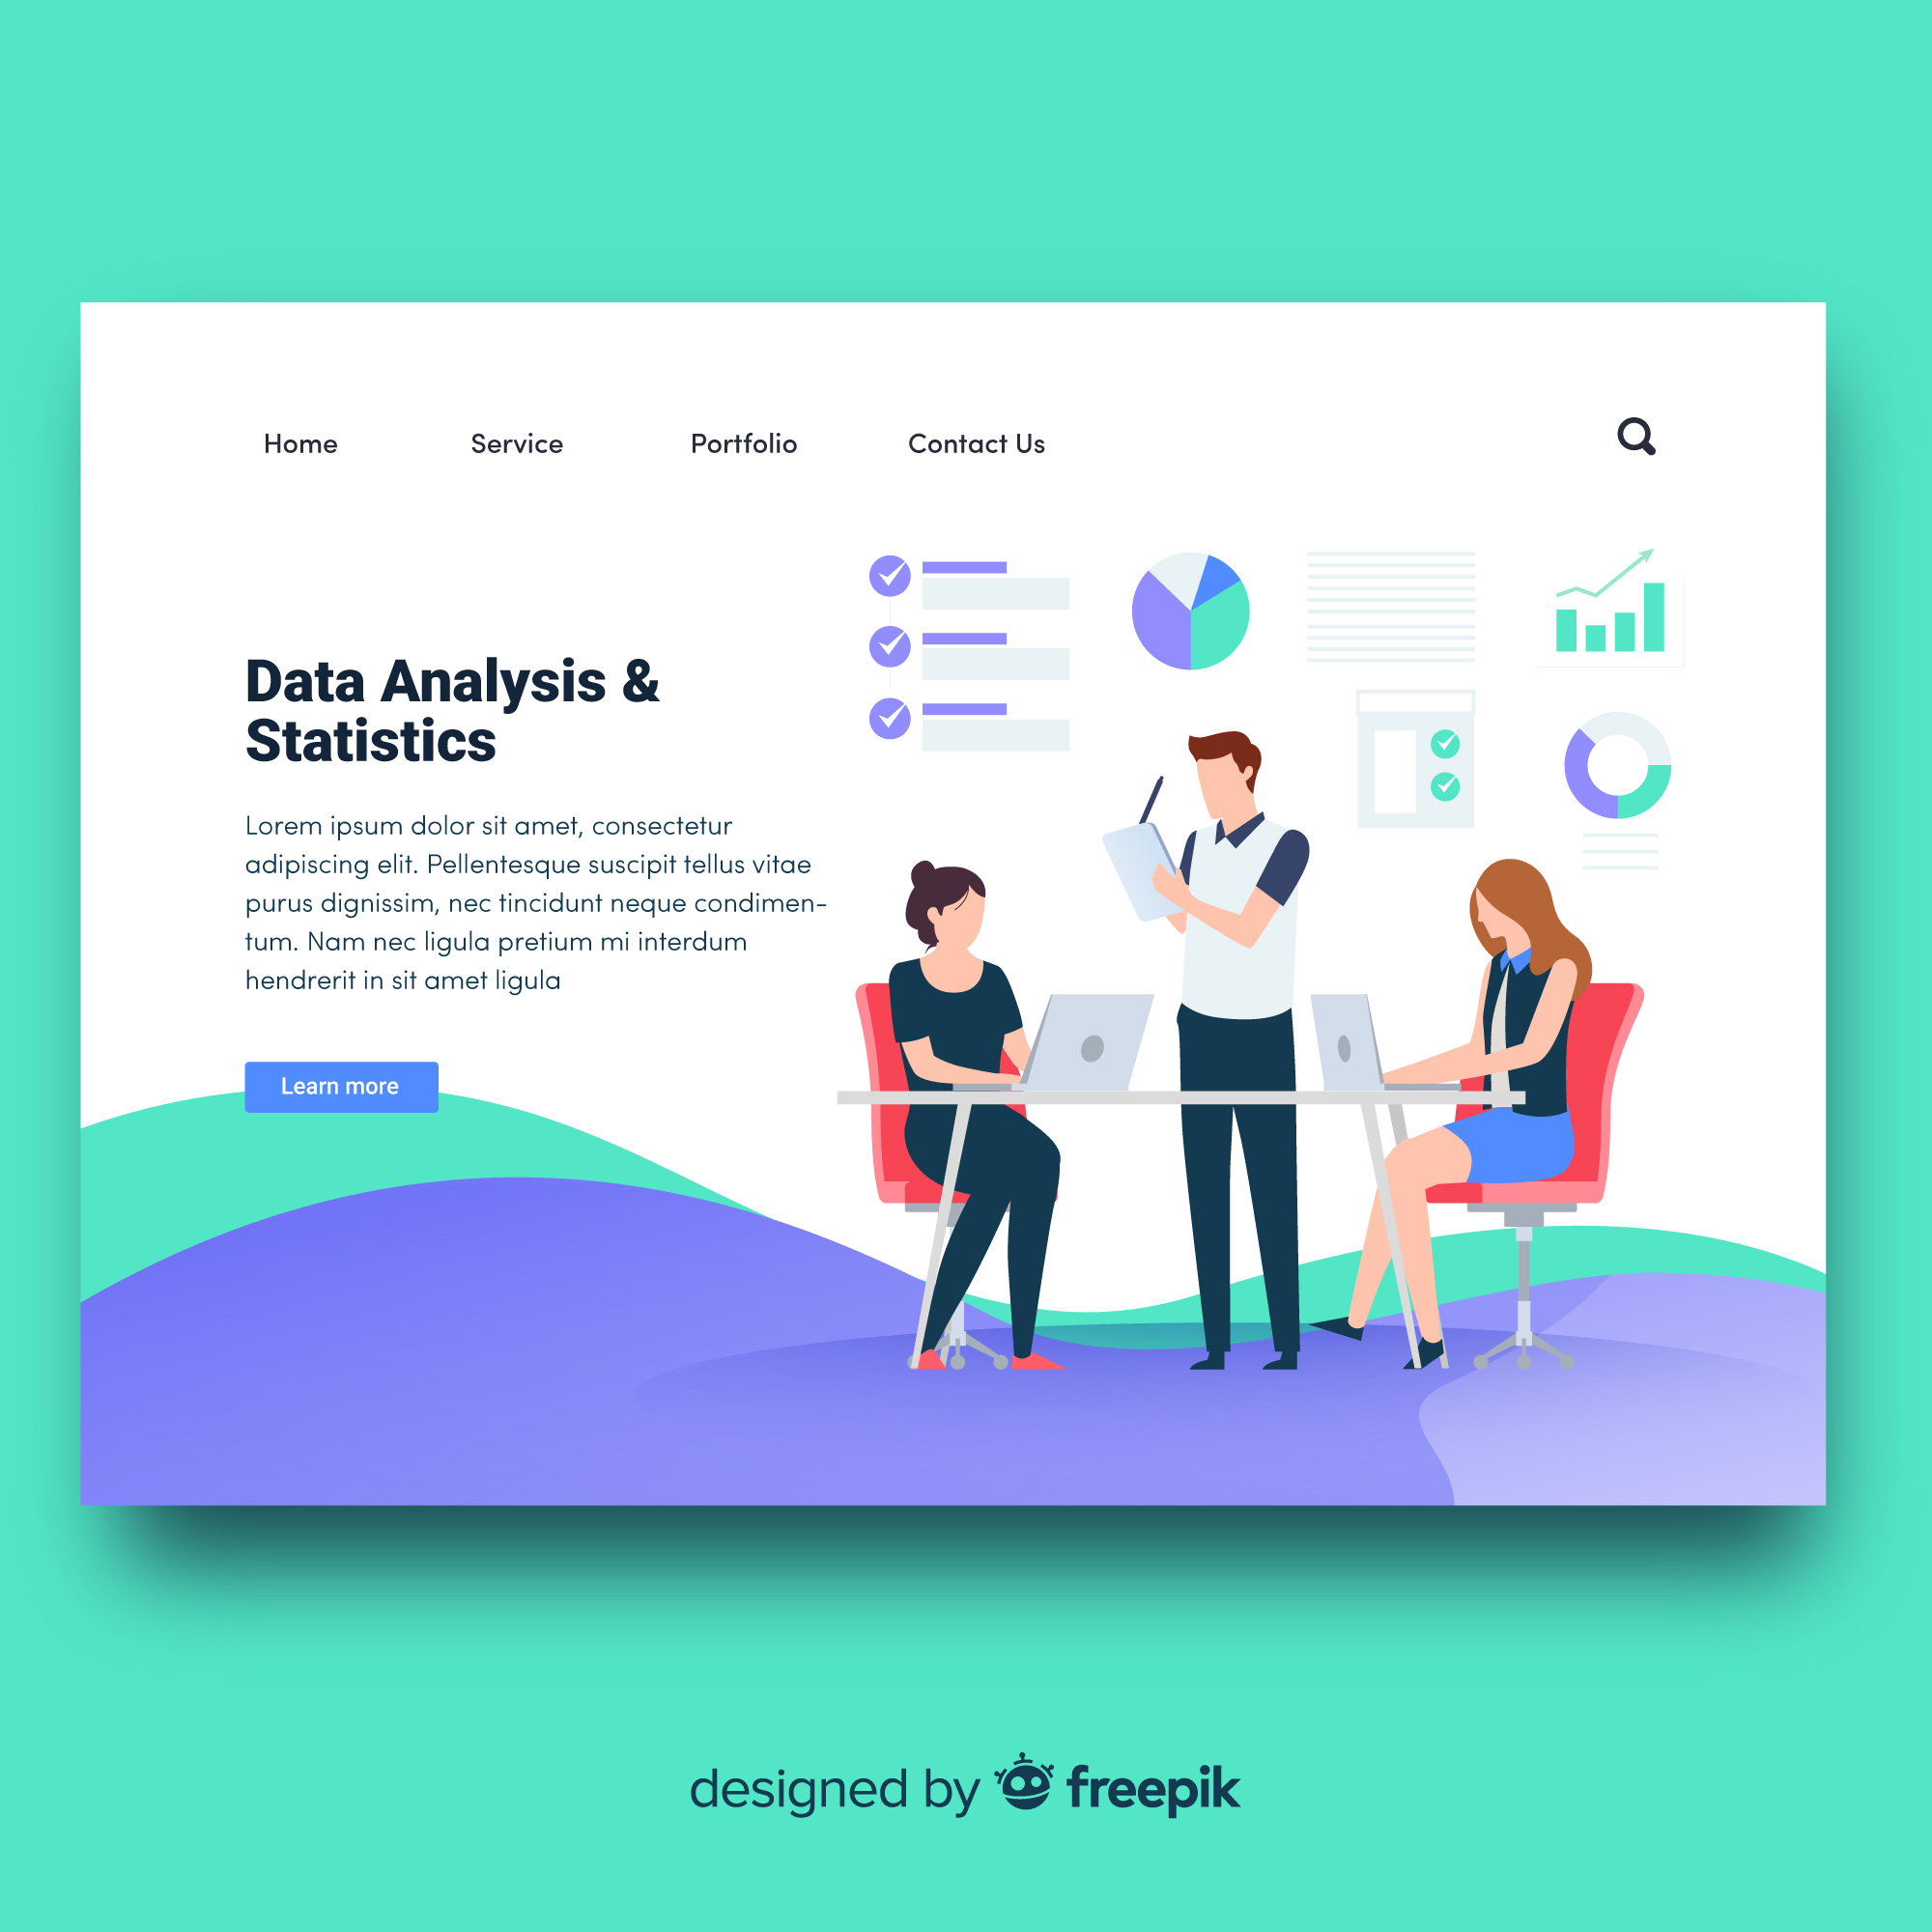 Home Service Portfolio Contact Us
Data Analysis &
Statistics
Lorem ipsum dolor sit amet, consectetur
adipiscing elit. Pellentesque suscipit tellus vitae
purus dignissim, nec tincidunt neque condimen-
tum. Nam nec ligula pretium mi interdum
hendrerit in sit amet ligula
Learn more
designed by freepik